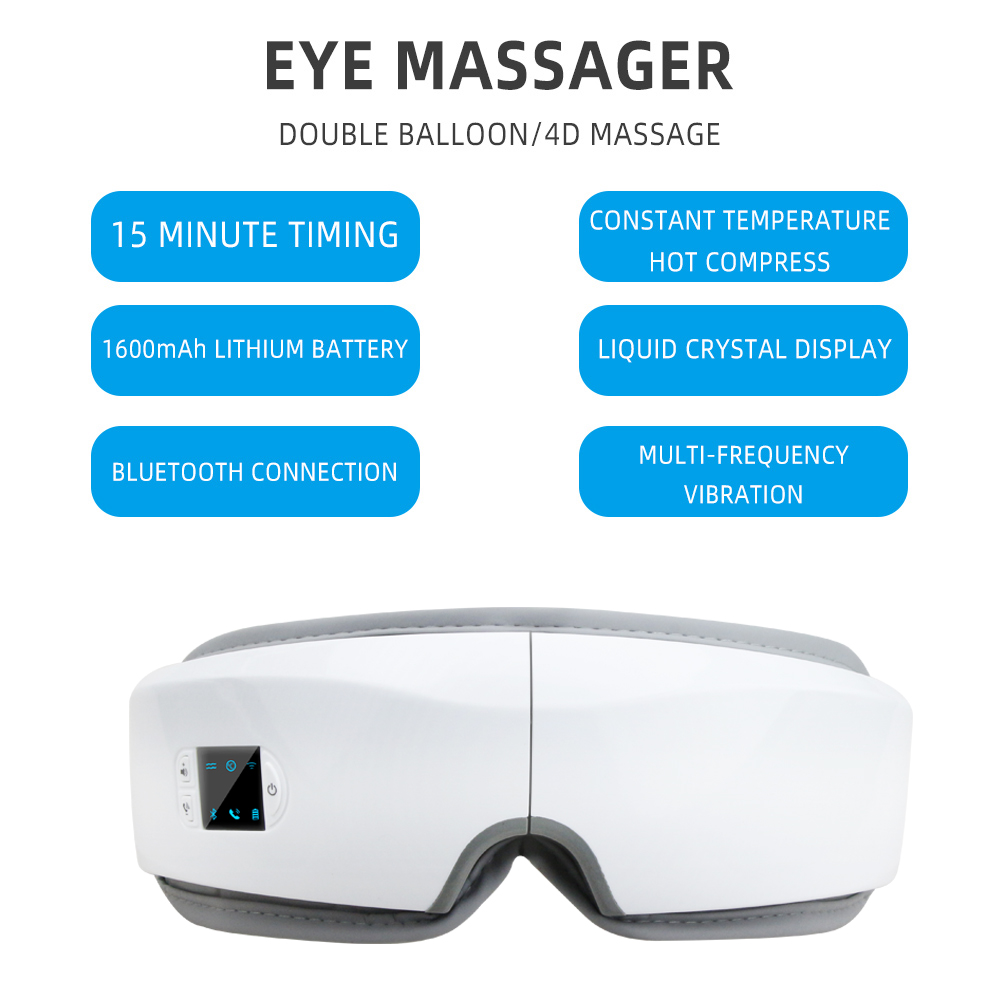 EYE MASSAGER
DOUBLE BALLOON/4D MASSAGE
15 MINUTE TIMING
CONSTANT TEMPERATURE
HOT COMPRESS
1600mAh LITHIUM BATTERY
LIQUID CRYSTAL DISPLAY
BLUETOOTH CONNECTION
MULTI-FREQUENCY
VIBRATION